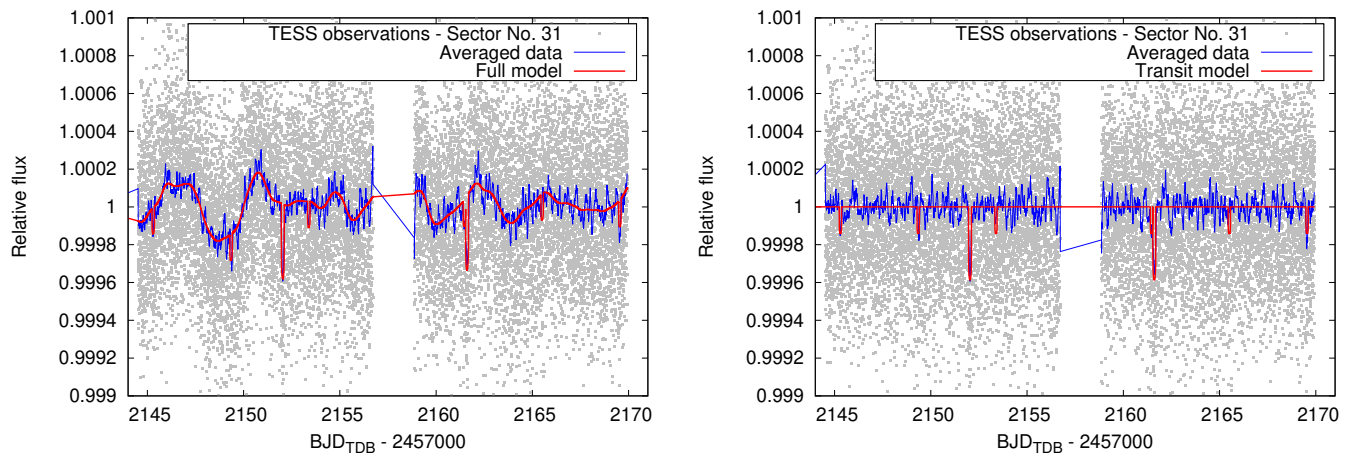 TESS observations - Sector No. 31
Averaged data
Full model
1.001
1.0008
1.0006
1.0004
1.0002
1
0.9998
0.9996
0.9994
0.9992
0.999
Relative flux
2145 2150 2155 2160 2165 2170
BJD_TDB - 2457000
TESS observations - Sector No. 31
Averaged data
Transit model
1.001
1.0008
1.0006
1.0004
1.0002
1
0.9998
0.9996
0.9994
0.9992
0.999
Relative flux
2145 2150 2155 2160 2165 2170
BJD_TDB - 2457000